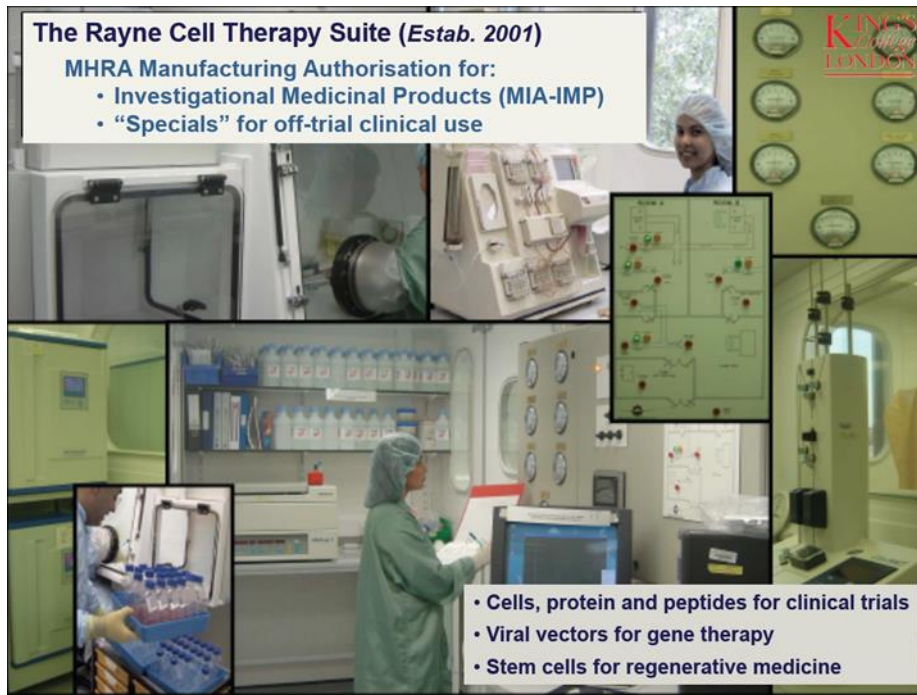 The Rayne Cell Therapy Suite (Estab. 2001)
MHRA Manufacturing Authorisation for:
• Investigational Medicinal Products (MIA-IMP)
• “Specials” for off-trial clinical use
KING'S
College
LONDON
ROOM A
ROOM B
• Cells, protein and peptides for clinical trials
• Viral vectors for gene therapy
• Stem cells for regenerative medicine